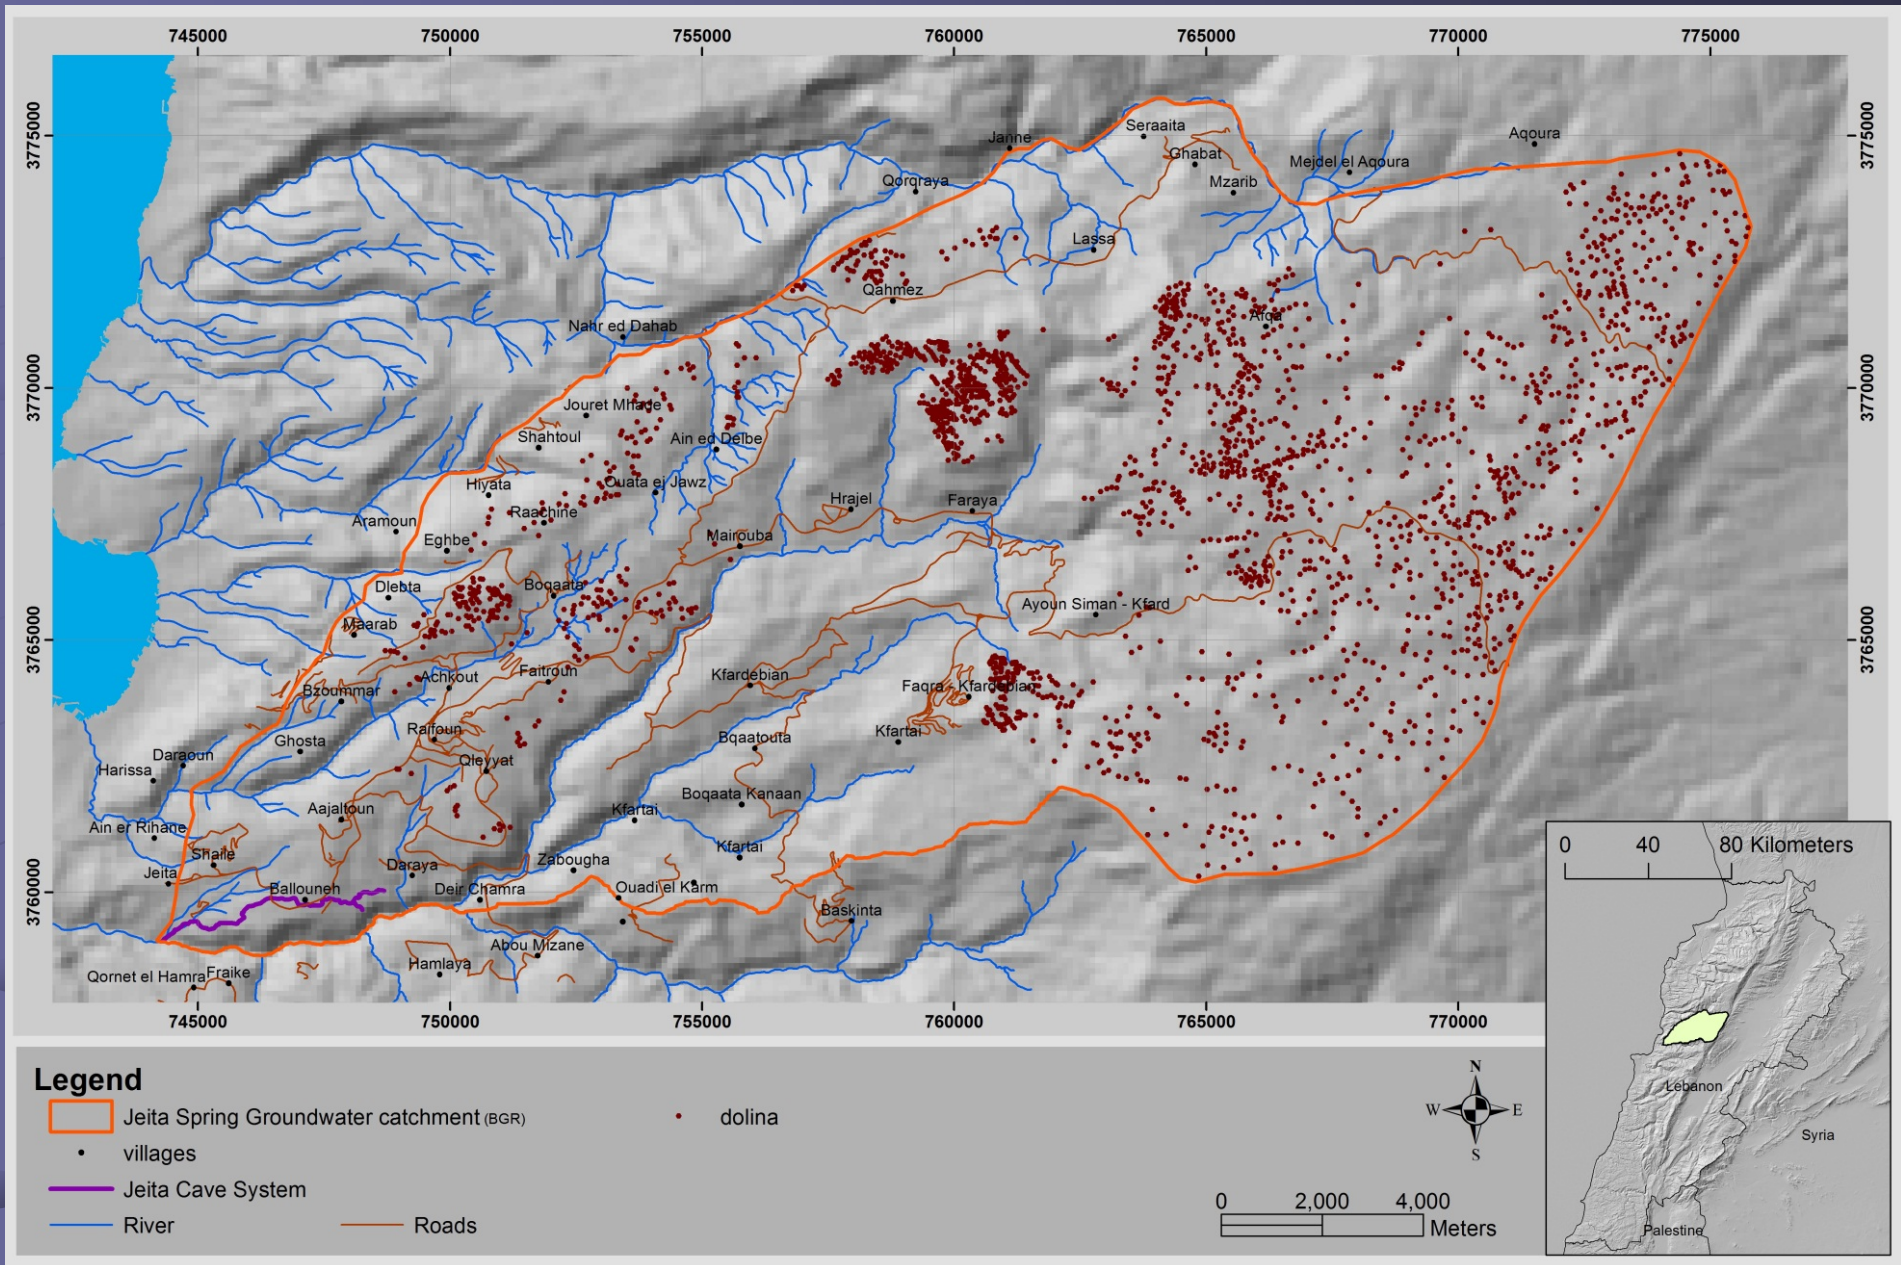 745000 750000 755000 760000 765000 770000 775000
3775000
3775000
3770000
3770000
3765000
3765000
3760000
Janne
Seraaita
Ghabat
Mzarib
Mejdel el Aqoura
Aqoura
Qorqraya
Lassa
Qahmez
Afqa
Nahr ed Dahab
Jouret Mhade
Shahtoul
Ain ed Delbe
Hiyata
Ouata ej Jawz
Raachine
Hrajel
Faraya
Aramoun
Eghbe
Mairouba
Dlebta
Boqaata
Ayoun Siman - Kfard
Maarab
Faitroun
Achkout
Kfardebian
Faqra - Kfardebian
Bzoummar
Raifoun
Ghosta
Bqaatouta
Kfartai
Daraoun
Harissa
Qleyyat
Boqaata Kanaan
Aajaltoun
Kfartai
Ain er Rihane
Kfartai
Shaile
Jeita
Daraya
Zabougha
Ballouneh
Deir Chamra
Ouadi el Karm
Baskinta
Abou Mizane
Hamlaya
Qornet el Hamra
Fraike
745000 750000 755000 760000 765000 770000
Legend
Jeita Spring Groundwater catchment (BGR)
dolina
villages
Jeita Cave System
River
Roads
N
W E
S
0 2,000 4,000
Meters
0 40 80 Kilometers
Lebanon
Syria
Palestine